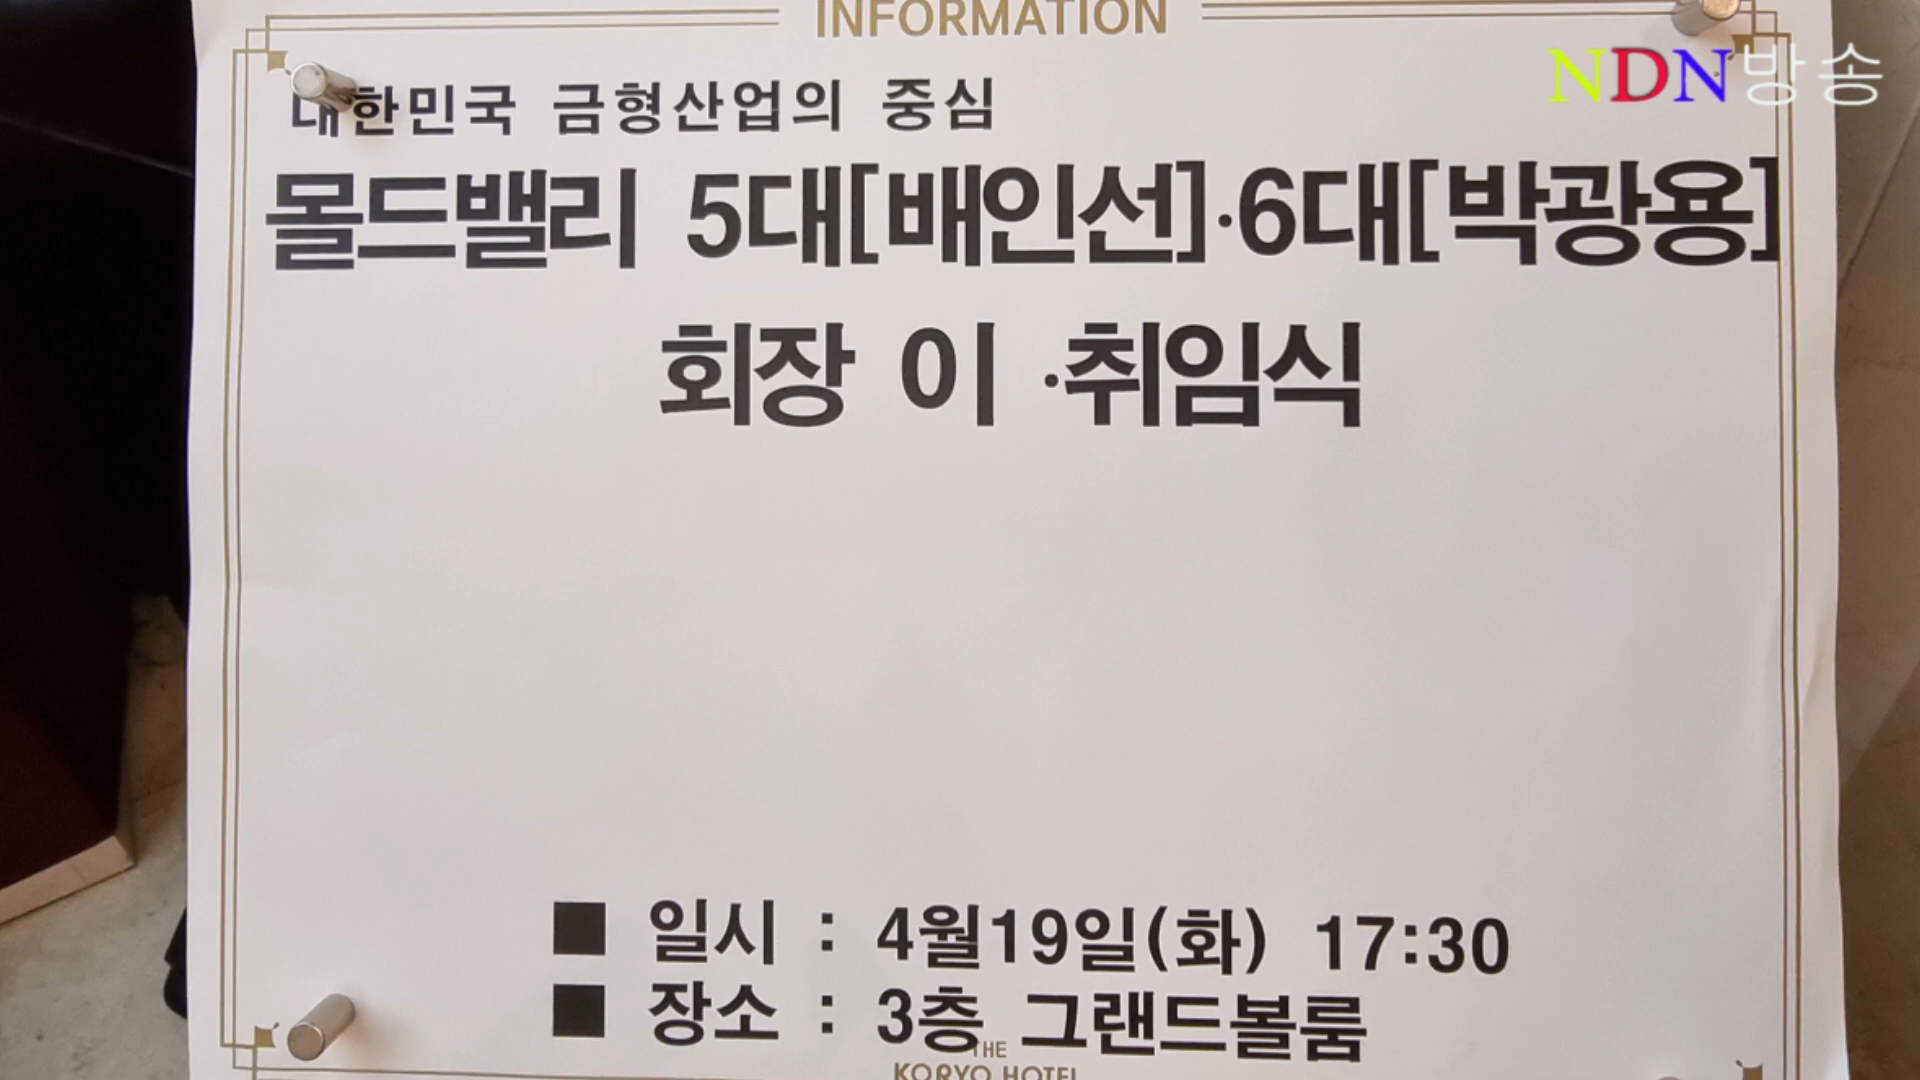 INFORMATION
NDN방송
대한민국 금형산업의 중심
몰드밸리 5대[배인선]·6대[박광용]
회장 이 ·취임식
■ 일시 : 4월19일(화) 17:30
■ 장소 : 3층 그랜드볼룸
THE
KORYO HOTEL